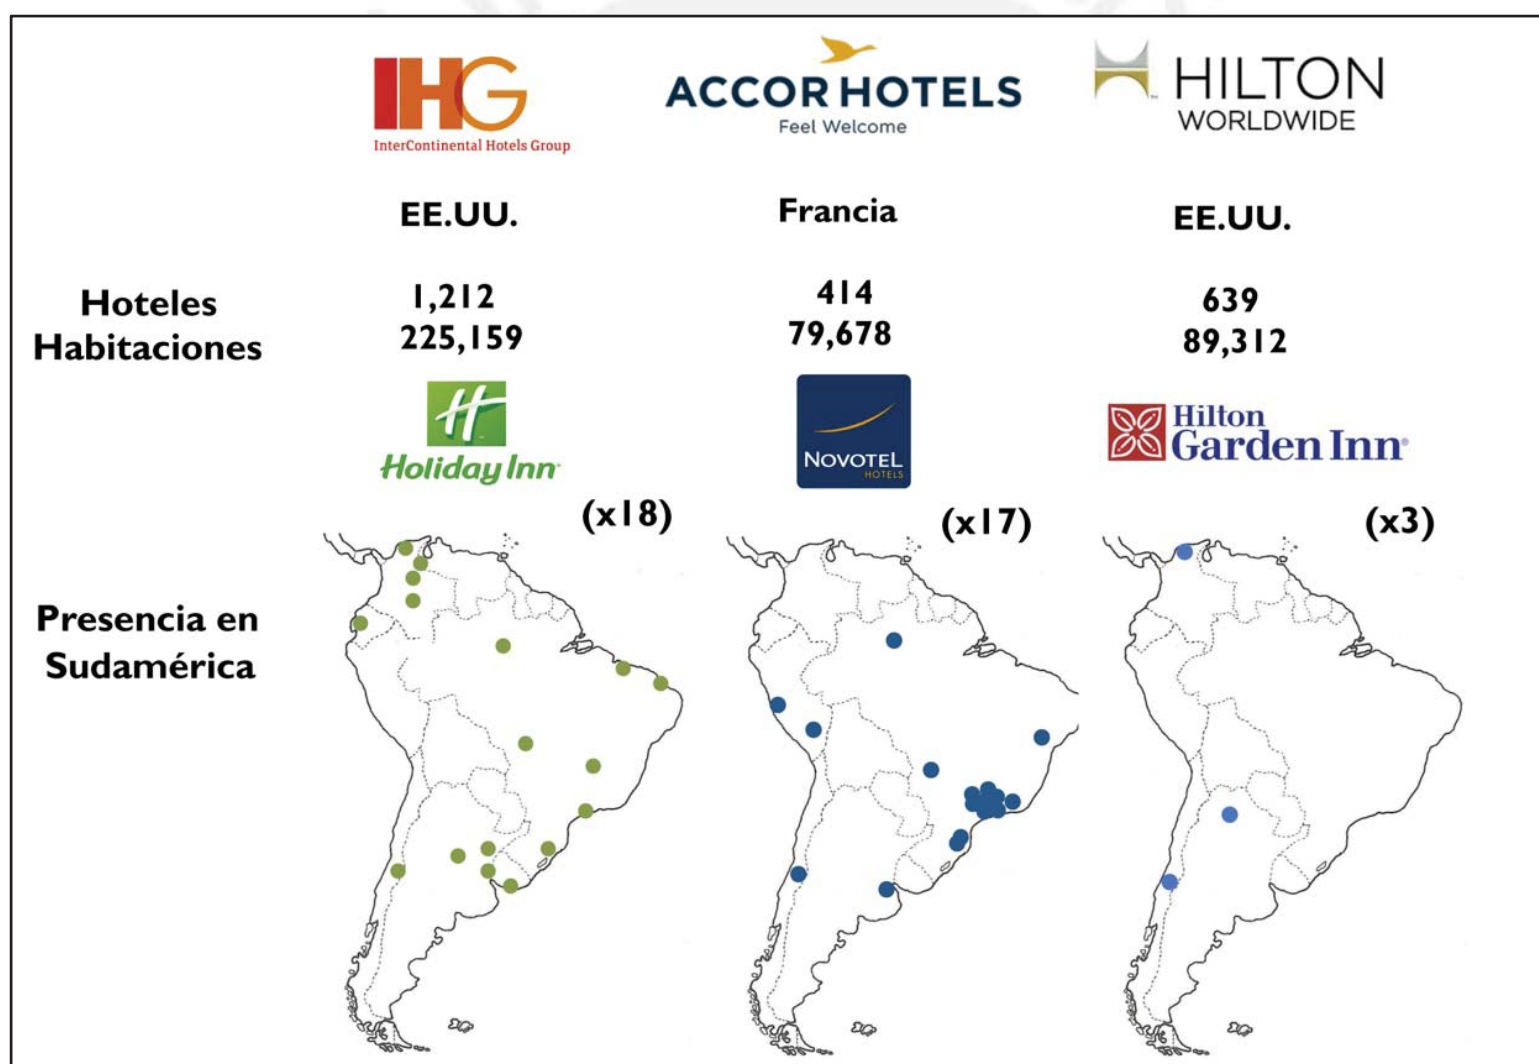 IHG
InterContinental Hotels Group
ACCOR HOTELS
Feel Welcome
HILTON
WORLDWIDE
EE.UU.
Francia
EE.UU.
Hoteles
1,212
414
639
Habitaciones
225,159
79,678
89,312
H
Holiday Inn
NOVOTEL
HOTELS
Hilton
Garden Inn
(x18)
(x17)
(x3)
Presencia en
Sudamérica